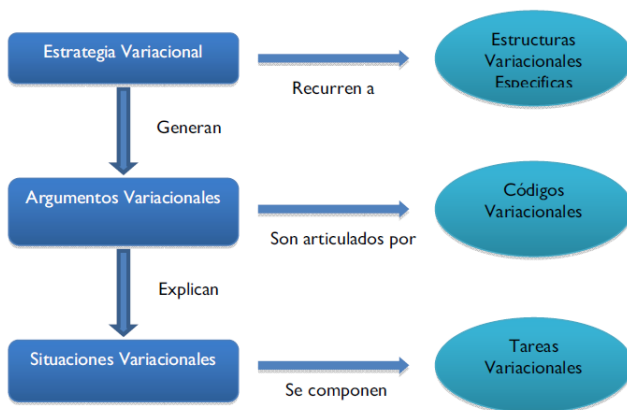 Estrategia Variacional
Estructuras
Variacionales
Especificas
Recurren a
Generan
Argumentos Variacionales
Códigos
Variacionales
Son articulados por
Explican
Situaciones Variacionales
Tareas
Variacionales
Se componen